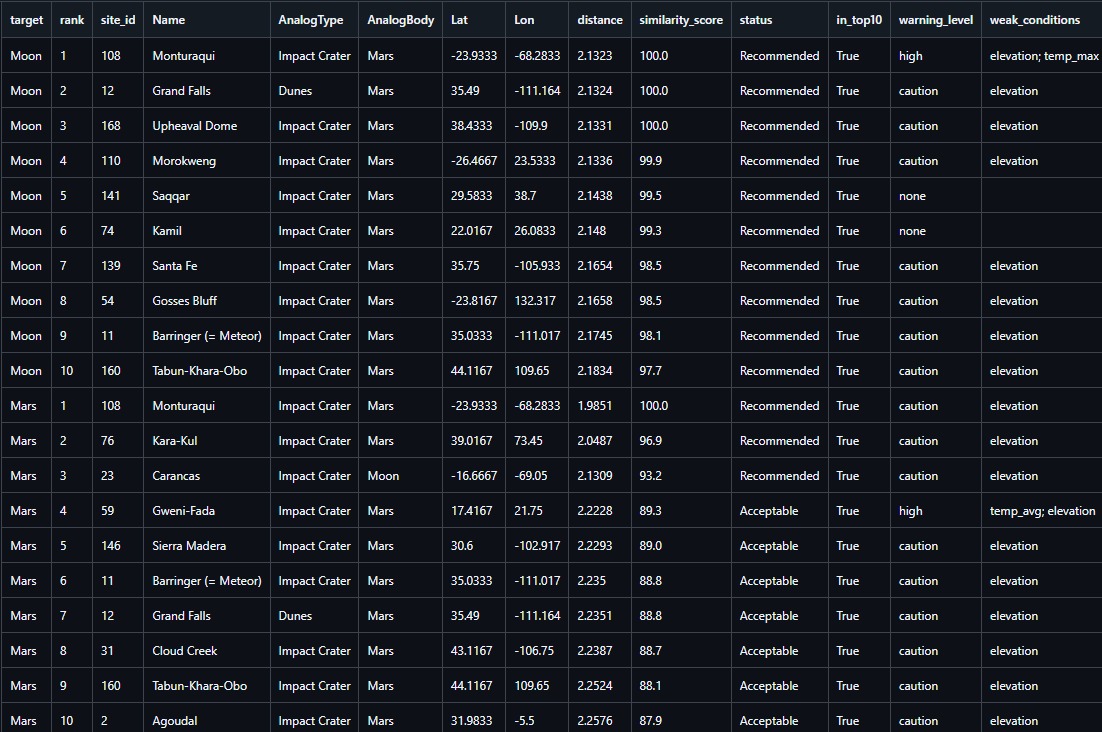 target rank site_id Name AnalogType AnalogBody Lat Lon distance similarity_score status in_top10 warning_level weak_conditions
Moon 1 108 Monturaqui Impact Crater Mars -23.9333 -68.2833 2.1323 100.0 Recommended True high elevation; temp_max
Moon 2 12 Grand Falls Dunes Mars 35.49 -111.164 2.1324 100.0 Recommended True caution elevation
Moon 3 168 Upheaval Dome Impact Crater Mars 38.4333 -109.9 2.1331 100.0 Recommended True caution elevation
Moon 4 110 Morokweng Impact Crater Mars -26.4667 23.5333 2.1336 99.9 Recommended True caution elevation
Moon 5 141 Saqqar Impact Crater Mars 29.5833 38.7 2.1438 99.5 Recommended True none
Moon 6 74 Kamil Impact Crater Mars 22.0167 26.0833 2.148 99.3 Recommended True none
Moon 7 139 Santa Fe Impact Crater Mars 35.75 -105.933 2.1654 98.5 Recommended True caution elevation
Moon 8 54 Gosses Bluff Impact Crater Mars -23.8167 132.317 2.1658 98.5 Recommended True caution elevation
Moon 9 11 Barringer (= Meteor) Impact Crater Mars 35.0333 -111.017 2.1745 98.1 Recommended True caution elevation
Moon 10 160 Tabun-Khara-Obo Impact Crater Mars 44.1167 109.65 2.1834 97.7 Recommended True caution elevation
Mars 1 108 Monturaqui Impact Crater Mars -23.9333 -68.2833 1.9851 100.0 Recommended True caution elevation
Mars 2 76 Kara-Kul Impact Crater Mars 39.0167 73.45 2.0487 96.9 Recommended True caution elevation
Mars 3 23 Carancas Impact Crater Moon -16.6667 -69.05 2.1309 93.2 Recommended True caution elevation
Mars 4 59 Gweni-Fada Impact Crater Mars 17.4167 21.75 2.2228 89.3 Acceptable True high temp_avg; elevation
Mars 5 146 Sierra Madera Impact Crater Mars 30.6 -102.917 2.2293 89.0 Acceptable True caution elevation
Mars 6 11 Barringer (= Meteor) Impact Crater Mars 35.0333 -111.017 2.235 88.8 Acceptable True caution elevation
Mars 7 12 Grand Falls Dunes Mars 35.49 -111.164 2.2351 88.8 Acceptable True caution elevation
Mars 8 31 Cloud Creek Impact Crater Mars 43.1167 -106.75 2.2387 88.7 Acceptable True caution elevation
Mars 9 160 Tabun-Khara-Obo Impact Crater Mars 44.1167 109.65 2.2524 88.1 Acceptable True caution elevation
Mars 10 2 Agoudal Impact Crater Mars 31.9833 -5.5 2.2576 87.9 Acceptable True caution elevation